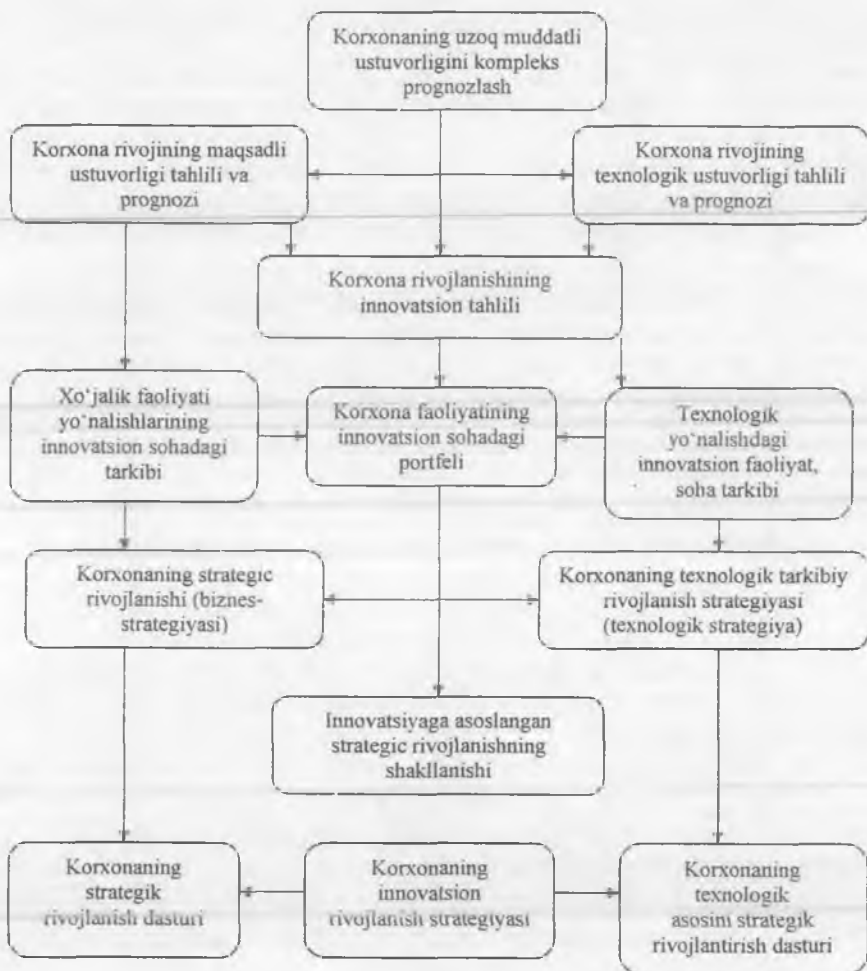 Korxonaning uzoq muddatli
ustuvorligini kompleks
prognozlash
Korxona rivojining maqsadli
ustuvorligi tahlili va
prognozi
Korxona rivojining
texnologik ustuvorligi tahlili
va prognozi
Korxona rivojlanishining
innovatsion tahlili
Xo‘jalik faoliyati
yo‘nalishlarining
innovatsion sohadagi
tarkibi
Korxona faoliyatining
innovatsion sohadagi
portfeli
Texnologik
yo‘nalishdagi
innovatsion faoliyat,
soha tarkibi
Korxonaning strategic
rivojlanishi (biznes-
strategiyasi)
Korxonaning texnologik tarkibiy
rivojlanish strategiyasi
(texnologik strategiya)
Innovatsiyaga asoslangan
strategic rivojlanishning
shakllanishi
Korxonaning
strategik
rivojlanish dasturi
Korxonaning
innovatsion
rivojlanish strategiyasi
Korxonaning
texnologik
asosini strategik
rivojlantirish dasturi